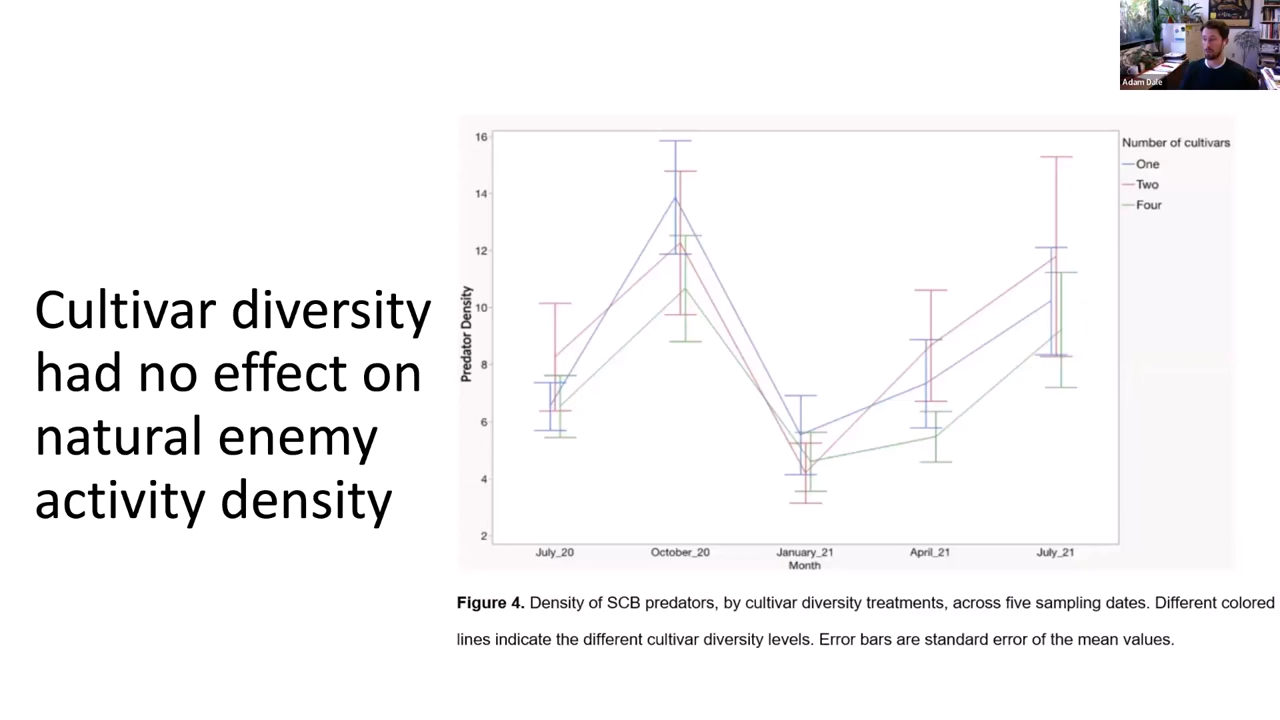 Adam Dale
Cultivar diversity
had no effect on
natural enemy
activity density
16
14
12
10
8
6
4
2
Predator Density
July_20
October_20
January_21
April_21
July_21
Month
Number of cultivars
One
Two
Four
Figure 4. Density of SCB predators, by cultivar diversity treatments, across five sampling dates. Different colored
lines indicate the different cultivar diversity levels. Error bars are standard error of the mean values.